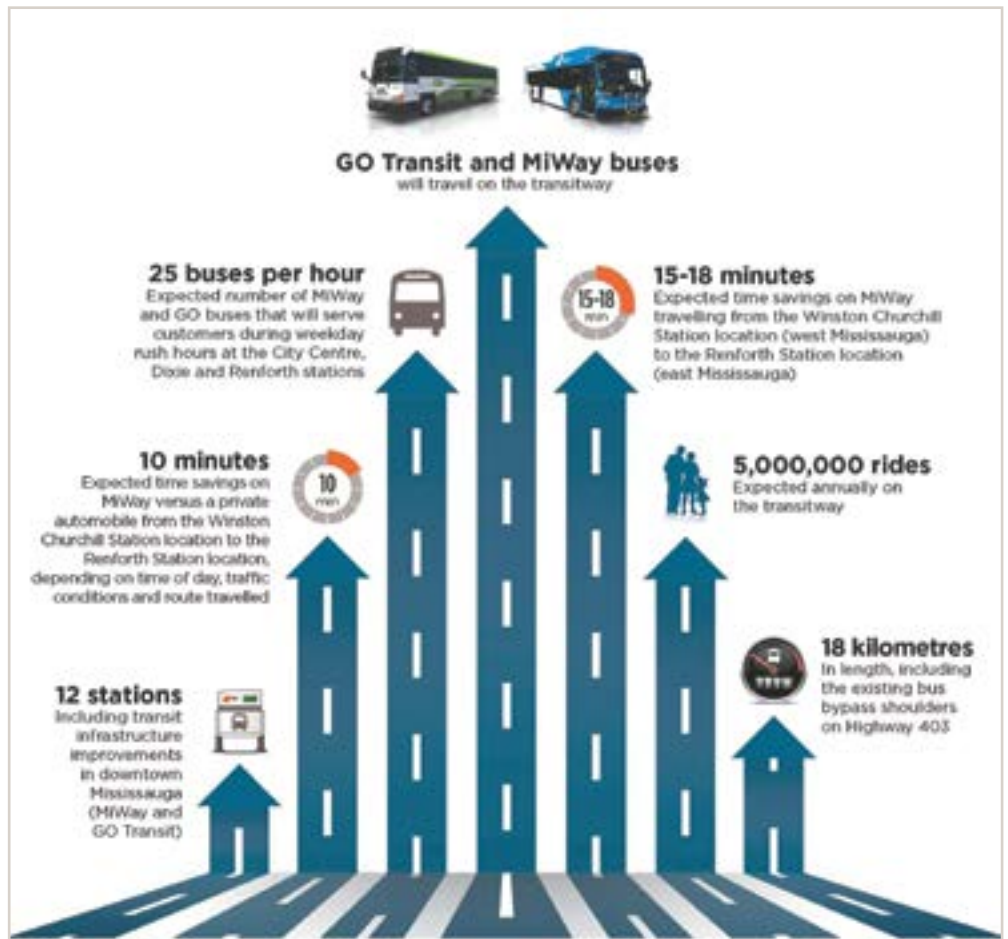 GO Transit and MiWay buses
will travel on the transitway
25 buses per hour
Expected number of MiWay
and GO buses that will serve
customers during weekday
rush hours at the City Centre,
Dixie and Renforth stations
15-18
min
15-18 minutes
Expected time savings on MiWay
travelling from the Winston Churchill
Station location (west Mississauga)
to the Renforth Station location
(east Mississauga)
10 minutes
Expected time savings on
MiWay versus a private
automobile from the Winston
Churchill Station location to the
Renforth Station location,
depending on time of day, traffic
conditions and route travelled
10
min
5,000,000 rides
Expected annually on
the transitway
12 stations
Including transit
infrastructure
improvements
in downtown
Mississauga
(MiWay and
GO Transit)
18 kilometres
In length, including
the existing bus
bypass shoulders
on Highway 403